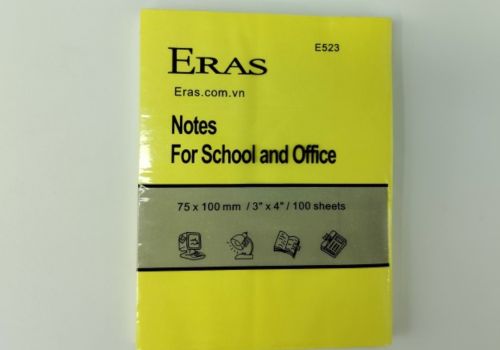 E523
ERAS
Eras.com.vn
Notes
For School and Office
75 x 100 mm / 3" x 4" / 100 sheets